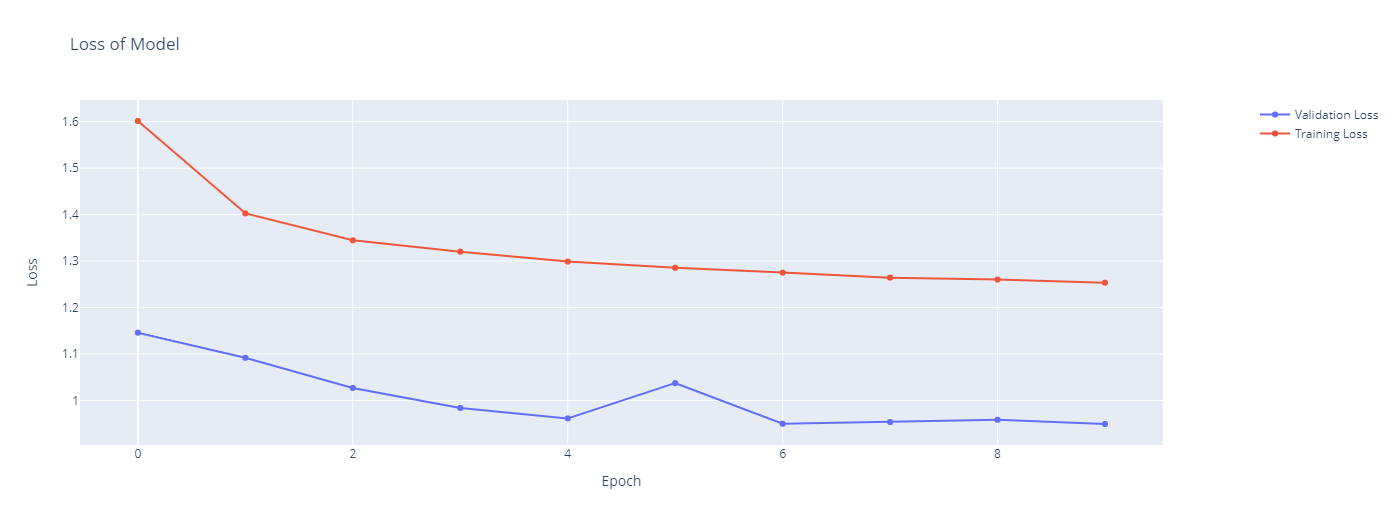 Loss of Model
Validation Loss
Training Loss
1.6
1.5
1.4
1.3
1.2
1.1
1
Loss
0 2 4 6 8
Epoch